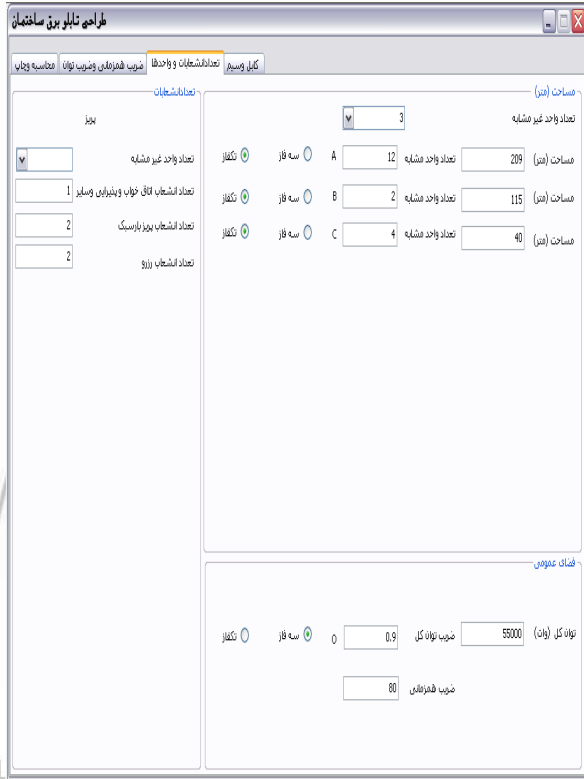 طراحی تابلو برق ساختمان
محاسبه وچاپ ضریب همزمانی وضریب توان تعدادانشعابات و واحدها کابل وسیم
مساحت (متر)
تعداد واحد غیر مشابه 3
مساحت (متر) 209 تعداد واحد مشابه 12 A سه فاز تکفاز
مساحت (متر) 115 تعداد واحد مشابه 2 B سه فاز تکفاز
مساحت (متر) 40 تعداد واحد مشابه 4 C سه فاز تکفاز
تعدادانشعابات
پریز
تعداد واحد غیر مشابه
تعداد انشعاب اتاق خواب و پذیرایی وسایر 1
تعداد انشعاب پریز بارسبک 2
تعداد انشعاب رزرو 2
فضای عمومی
توان کل (وات) 55000 ضریب توان کل 0.9 O سه فاز تکفاز
ضریب همزمانی 80